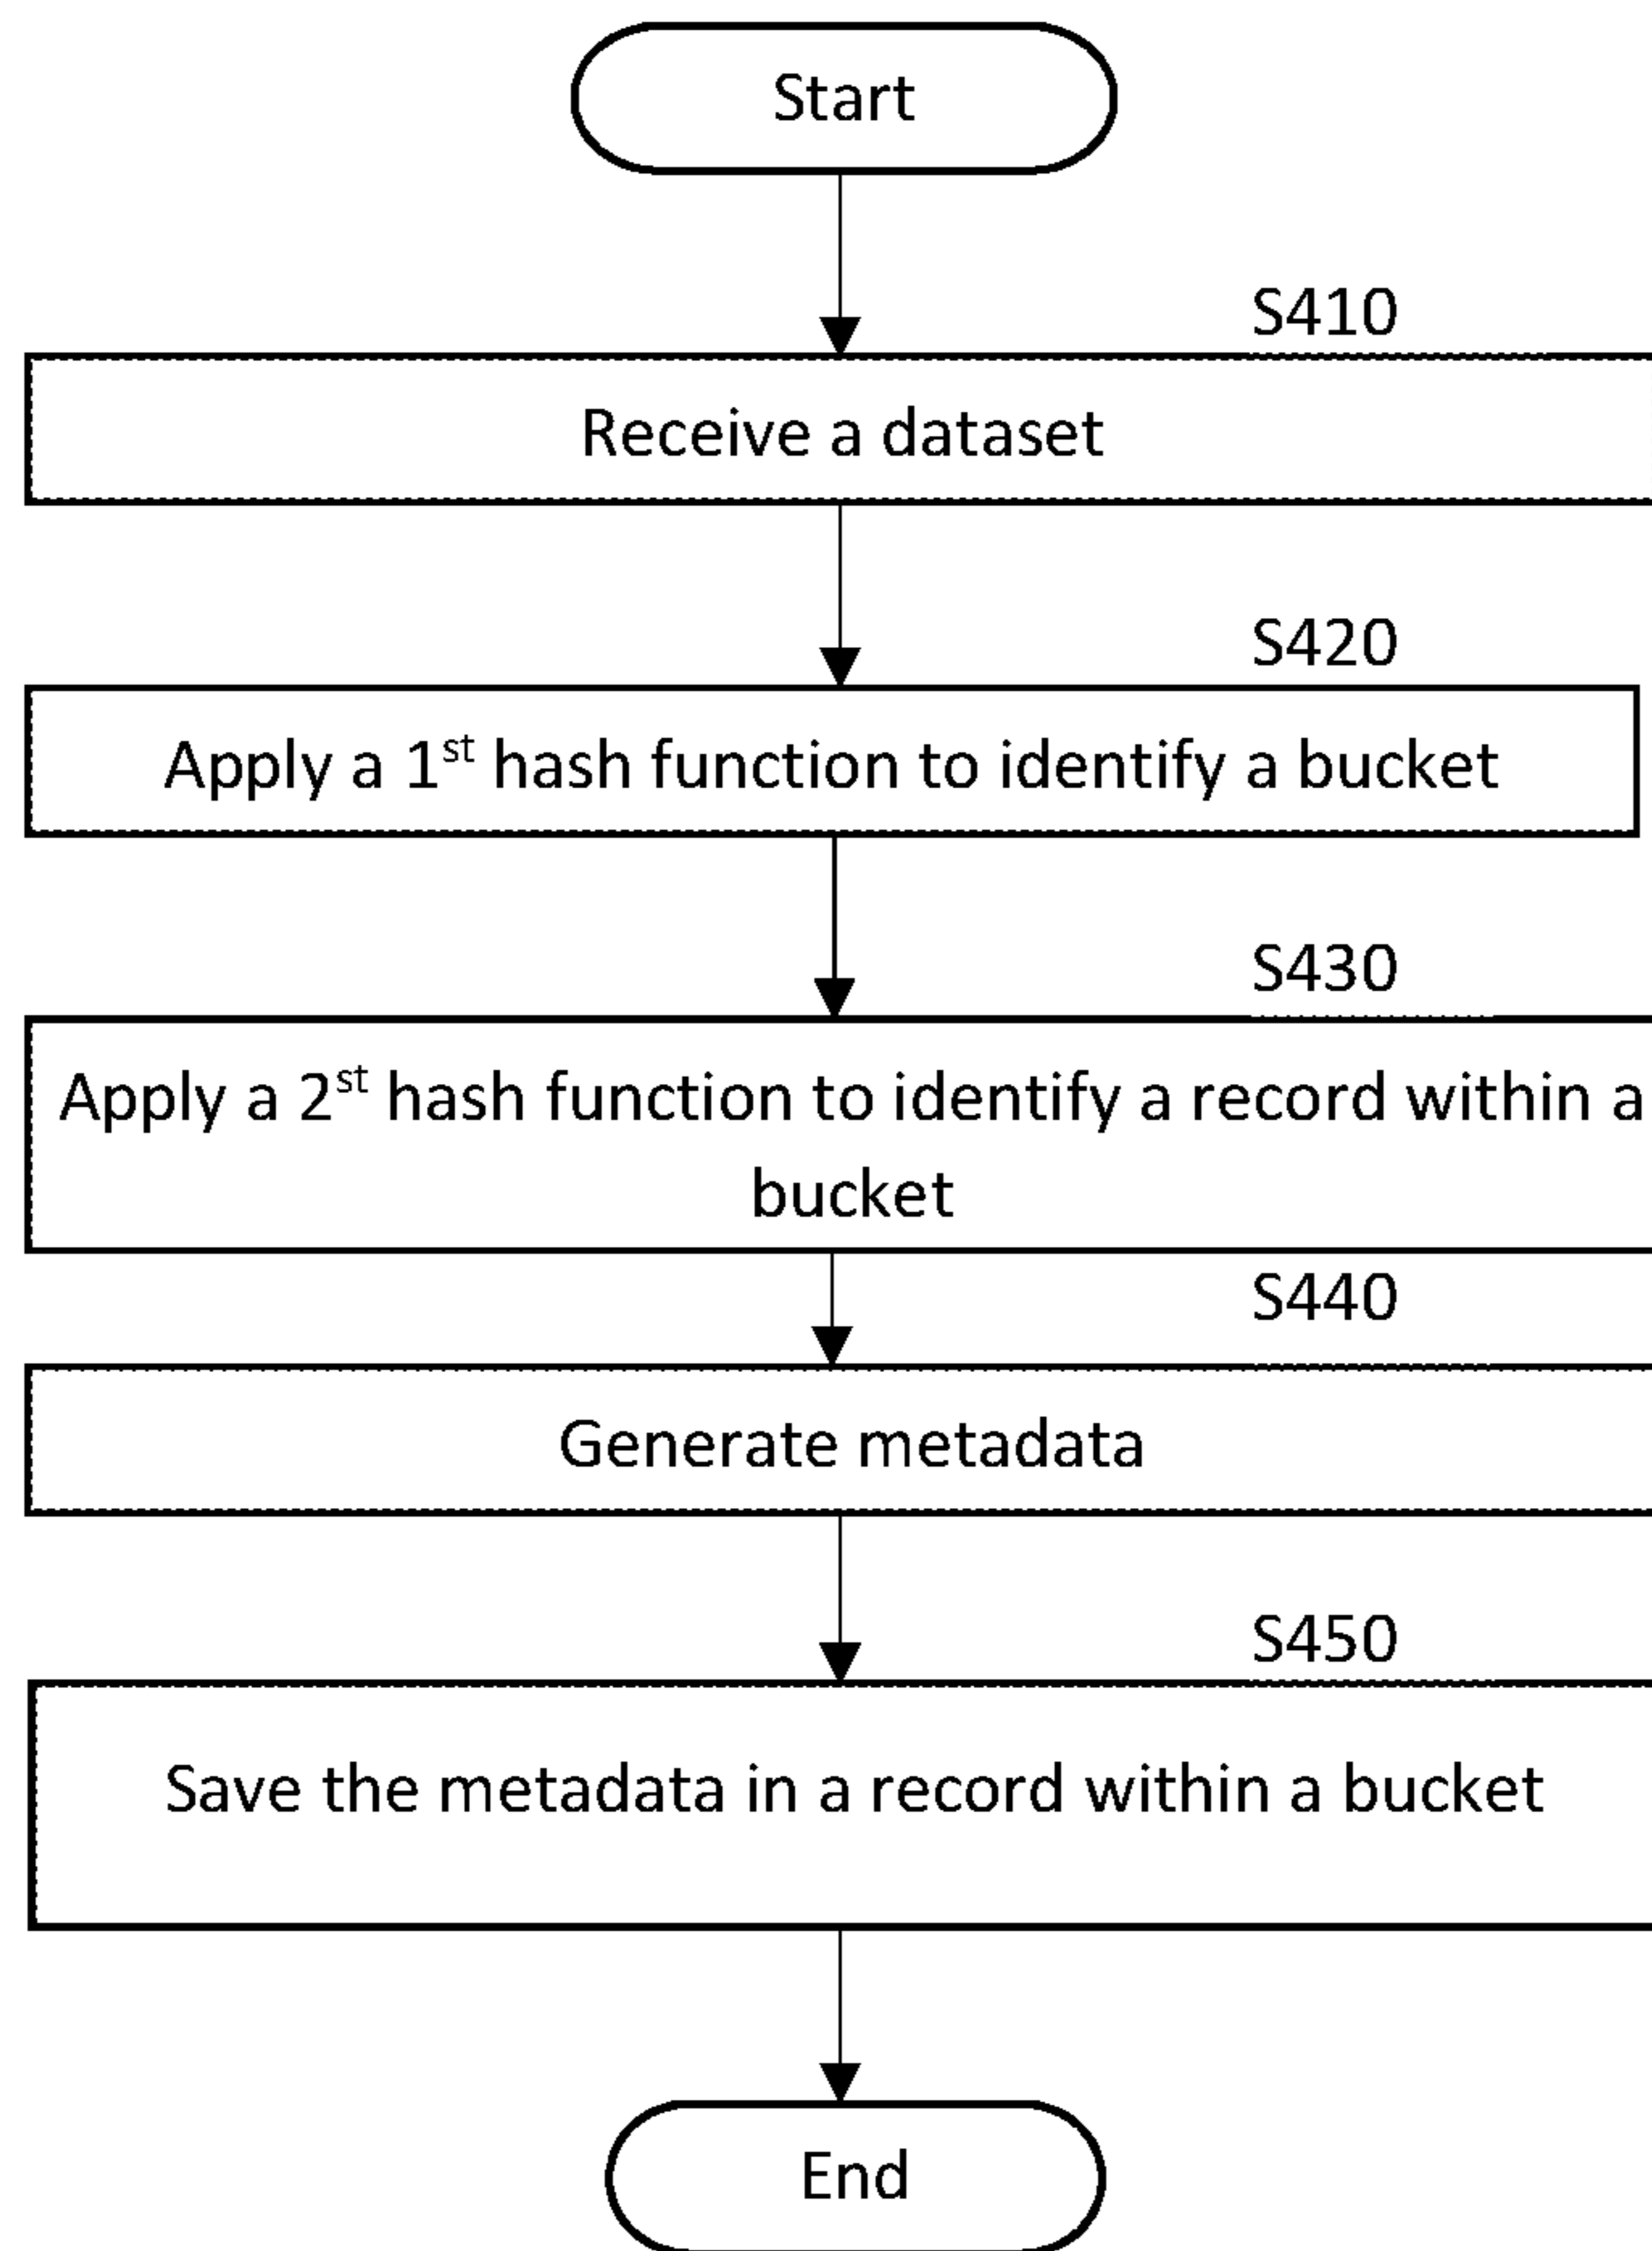 Start
S410
Receive a dataset
S420
Apply a 1st hash function to identify a bucket
S430
Apply a 2st hash function to identify a record within a
bucket
S440
Generate metadata
S450
Save the metadata in a record within a bucket
End